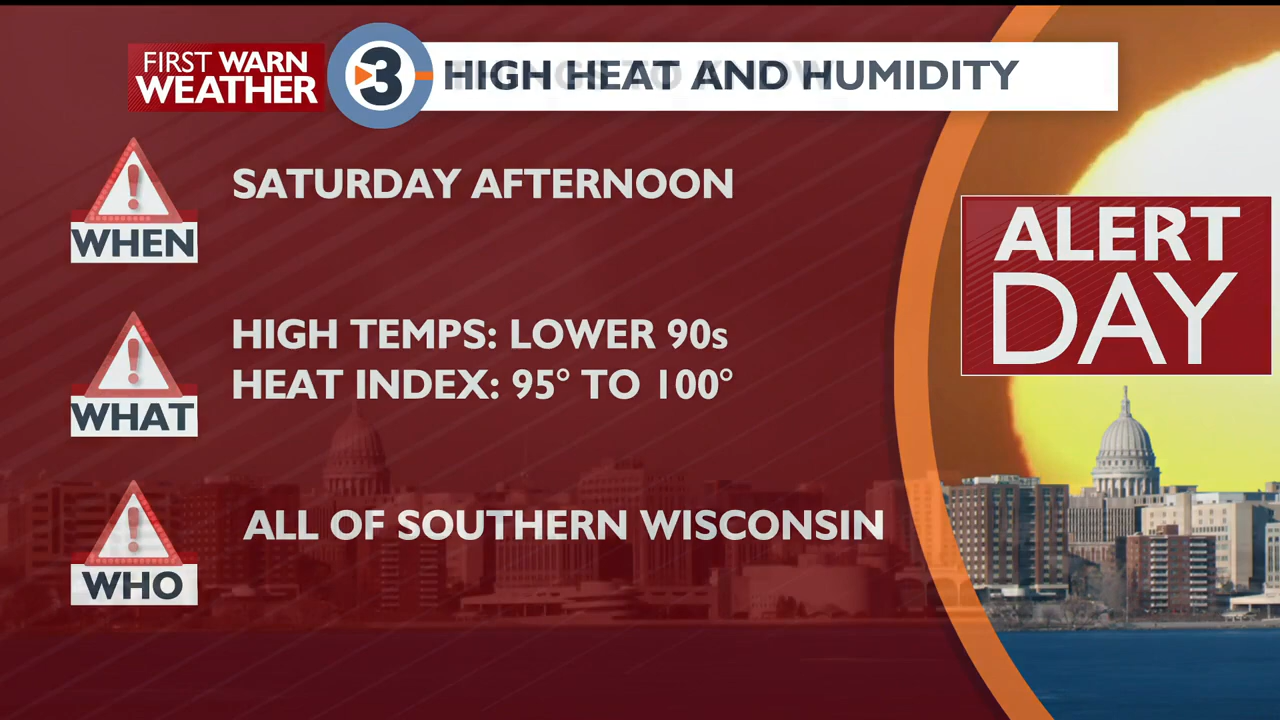 FIRST WARN
WEATHER
3
HIGH HEAT AND HUMIDITY
WHEN
SATURDAY AFTERNOON
ALERT
DAY
WHAT
HIGH TEMPS: LOWER 90s
HEAT INDEX: 95° TO 100°
WHO
ALL OF SOUTHERN WISCONSIN